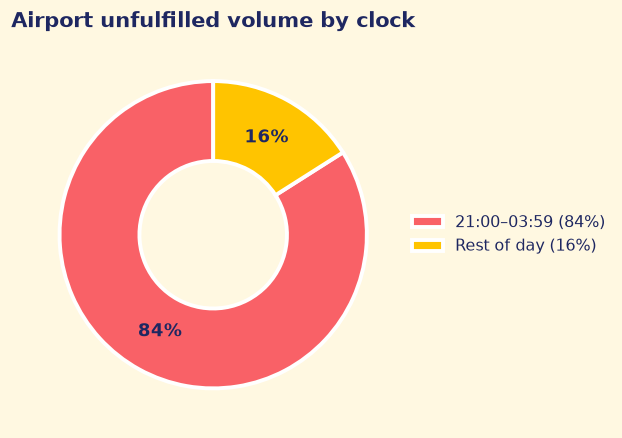 Airport unfulfilled volume by clock
16%
84%
21:00–03:59 (84%)
Rest of day (16%)